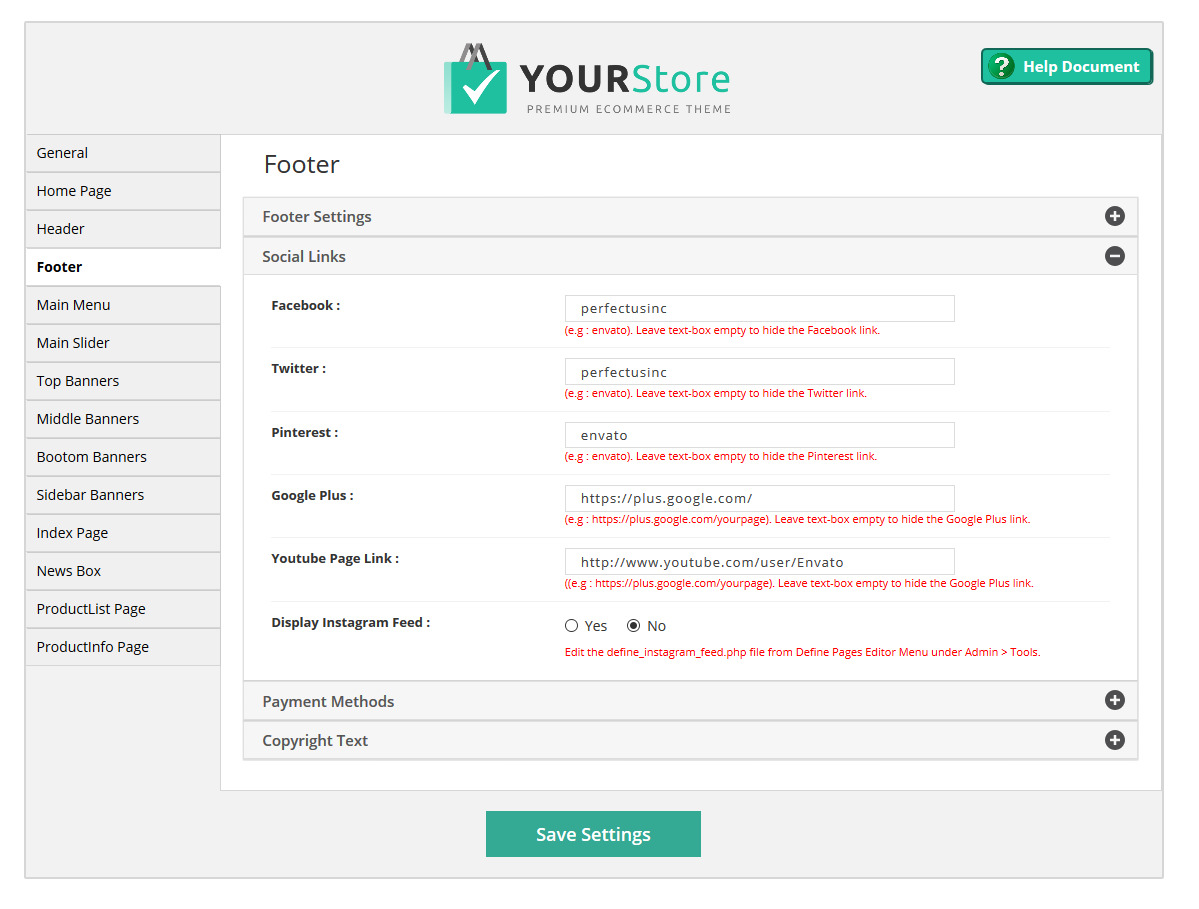 YOURStore
PREMIUM ECOMMERCE THEME
? Help Document
General
Home Page
Header
Footer
Main Menu
Main Slider
Top Banners
Middle Banners
Bootom Banners
Sidebar Banners
Index Page
News Box
ProductList Page
ProductInfo Page
Footer
Footer Settings
Social Links
Facebook :
perfectusinc
(e.g : envato). Leave text-box empty to hide the Facebook link.
Twitter :
perfectusinc
(e.g : envato). Leave text-box empty to hide the Twitter link.
Pinterest :
envato
(e.g : envato). Leave text-box empty to hide the Pinterest link.
Google Plus :
https://plus.google.com/
(e.g : https://plus.google.com/yourpage). Leave text-box empty to hide the Google Plus link.
Youtube Page Link :
http://www.youtube.com/user/Envato
((e.g : https://plus.google.com/yourpage). Leave text-box empty to hide the Google Plus link.
Display Instagram Feed :
Yes No
Edit the define_instagram_feed.php file from Define Pages Editor Menu under Admin > Tools.
Payment Methods
Copyright Text
Save Settings